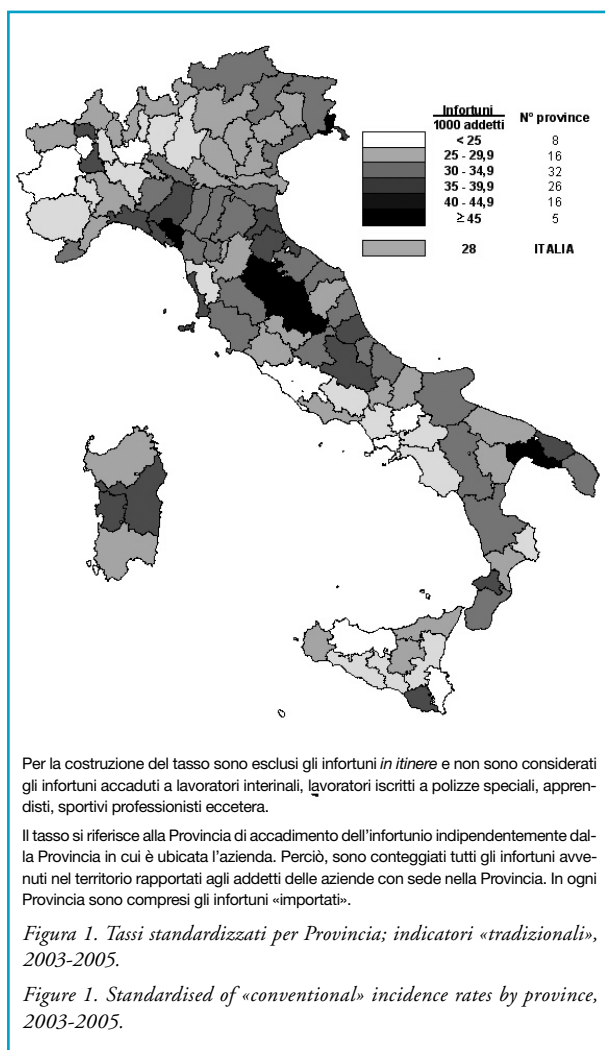 Infortuni
1000 addetti
N° province
< 25
8
25 - 29,9
16
30 - 34,9
32
35 - 39,9
26
40 - 44,9
16
≥ 45
5
28
ITALIA
Per la costruzione del tasso sono esclusi gli infortuni in itinere e non sono considerati
gli infortuni accaduti a lavoratori interinali, lavoratori iscritti a polizze speciali, appren-
disti, sportivi professionisti eccetera.
Il tasso si riferisce alla Provincia di accadimento dell'infortunio indipendentemente dal-
la Provincia in cui è ubicata l'azienda. Perciò, sono conteggiati tutti gli infortuni avve-
nuti nel territorio rapportati agli addetti delle aziende con sede nella Provincia. In ogni
Provincia sono compresi gli infortuni «importati».
Figura 1. Tassi standardizzati per Provincia; indicatori «tradizionali»,
2003-2005.
Figure 1. Standardised of «conventional» incidence rates by province,
2003-2005.